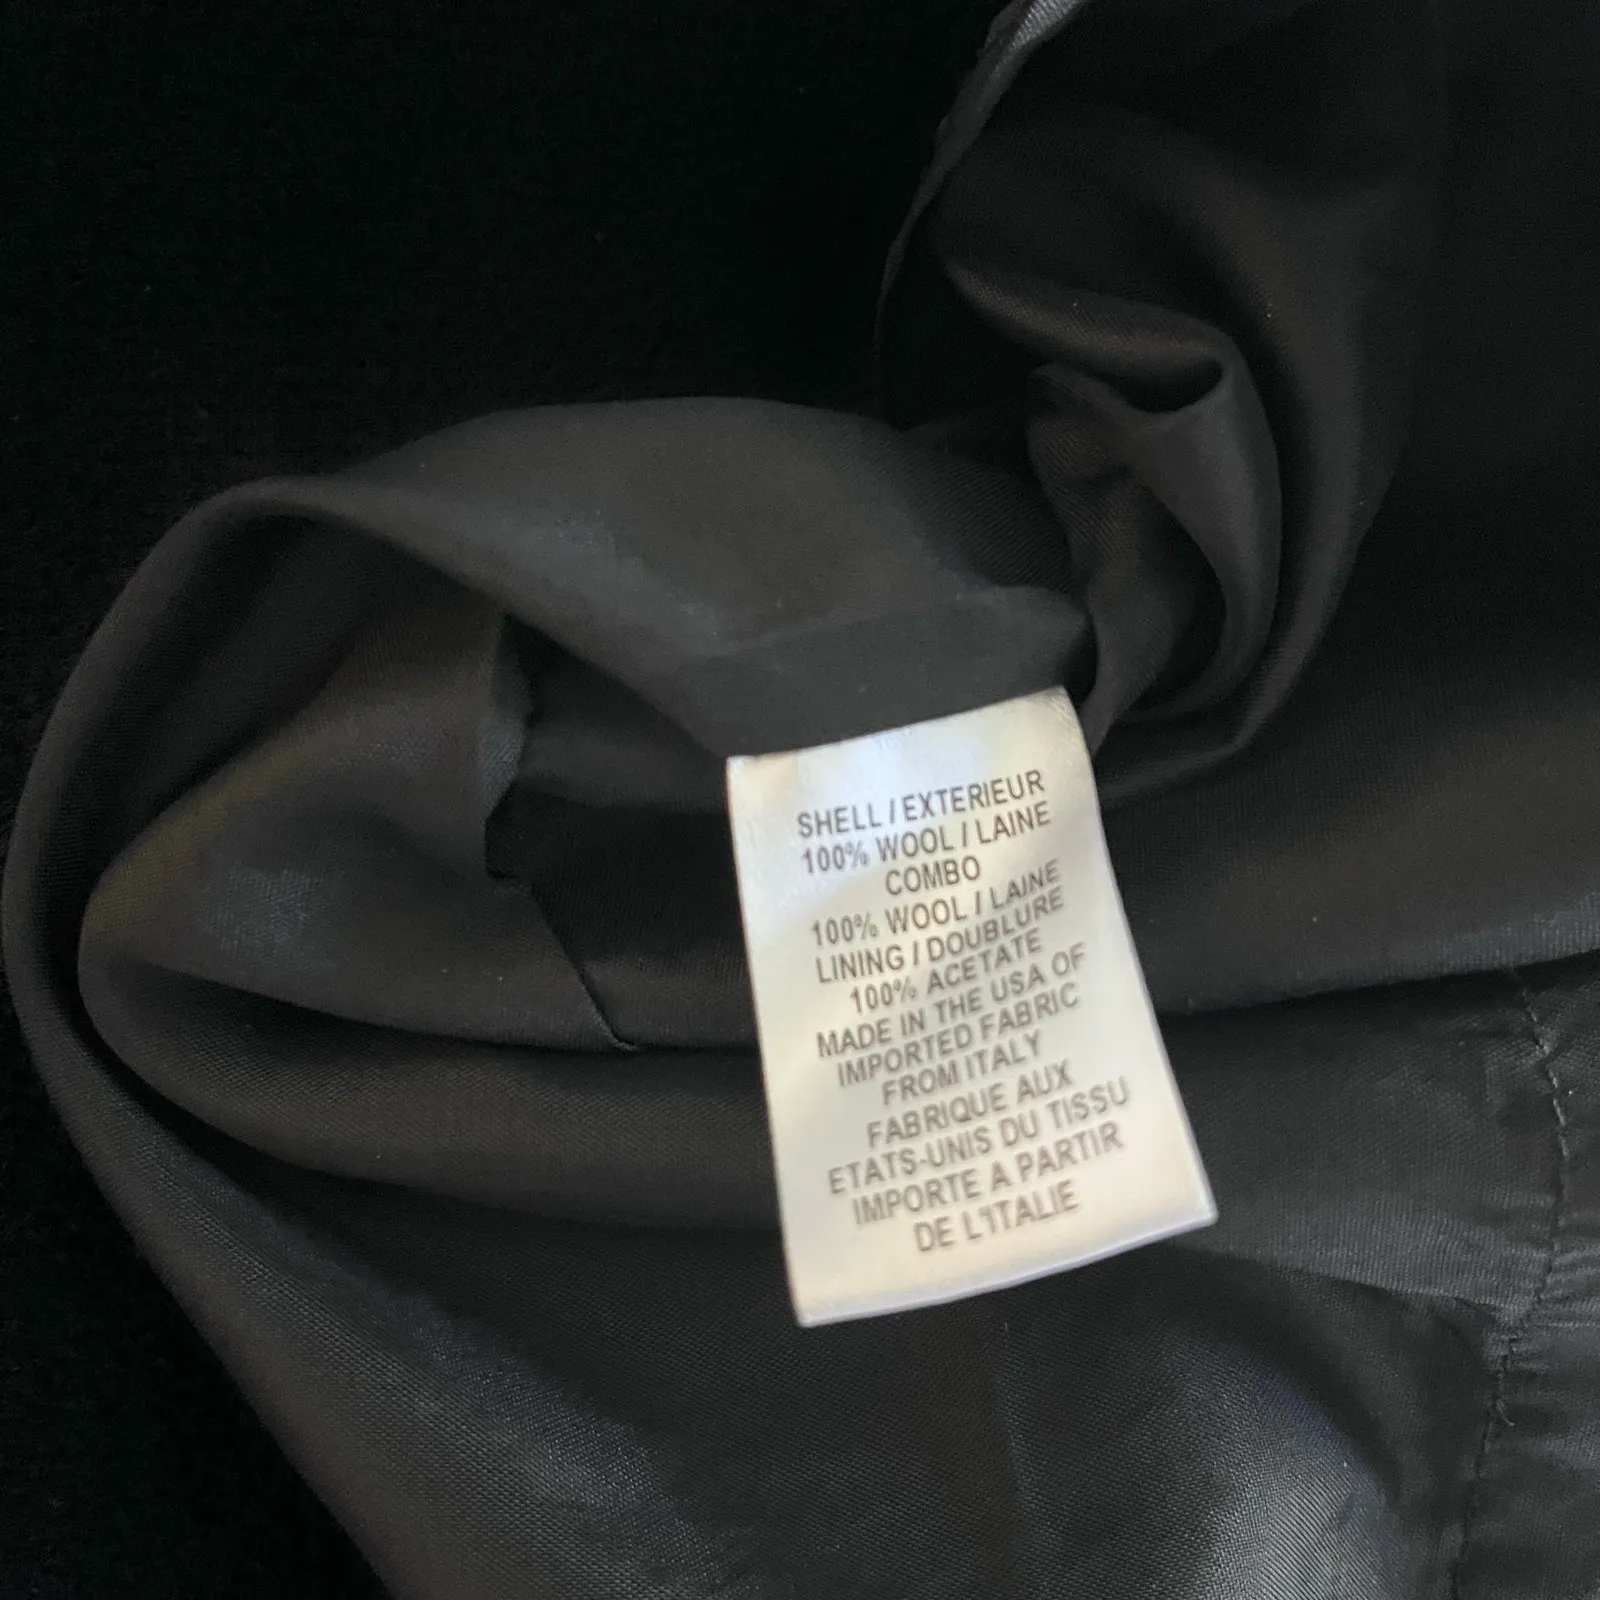 SHELL / EXTERIEUR
100% WOOL / LAINE
COMBO
100% WOOL / LAINE
LINING / DOUBLURE
100% ACETATE
MADE IN THE USA OF
IMPORTED FABRIC
FROM ITALY
FABRIQUE AUX
ETATS-UNIS DU TISSU
IMPORTE A PARTIR
DE L'ITALIE